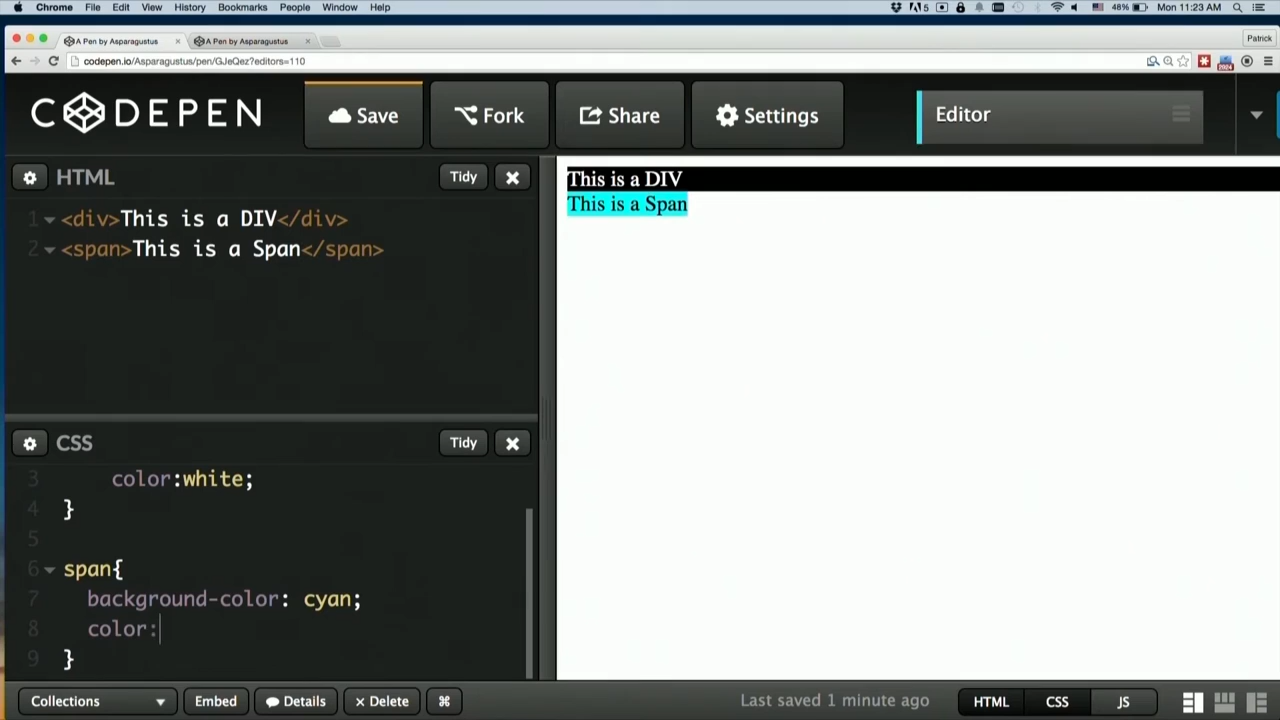 Chrome File Edit View History Bookmarks People Window Help 5 48% Mon 11:23 AM
A Pen by Asparagustus × A Pen by Asparagustus × Patrick
codepen.io/Asparagustus/pen/GJeQez?editors=110
CODEPEN Save Fork Share Settings Editor
HTML Tidy
1 <div>This is a DIV</div>
2 <span>This is a Span</span>
This is a DIV
This is a Span
CSS Tidy
3 color:white;
4 }
5
6 span{
7 background-color: cyan;
8 color:
9 }
Collections Embed Details × Delete ⌘ Last saved 1 minute ago HTML CSS JS